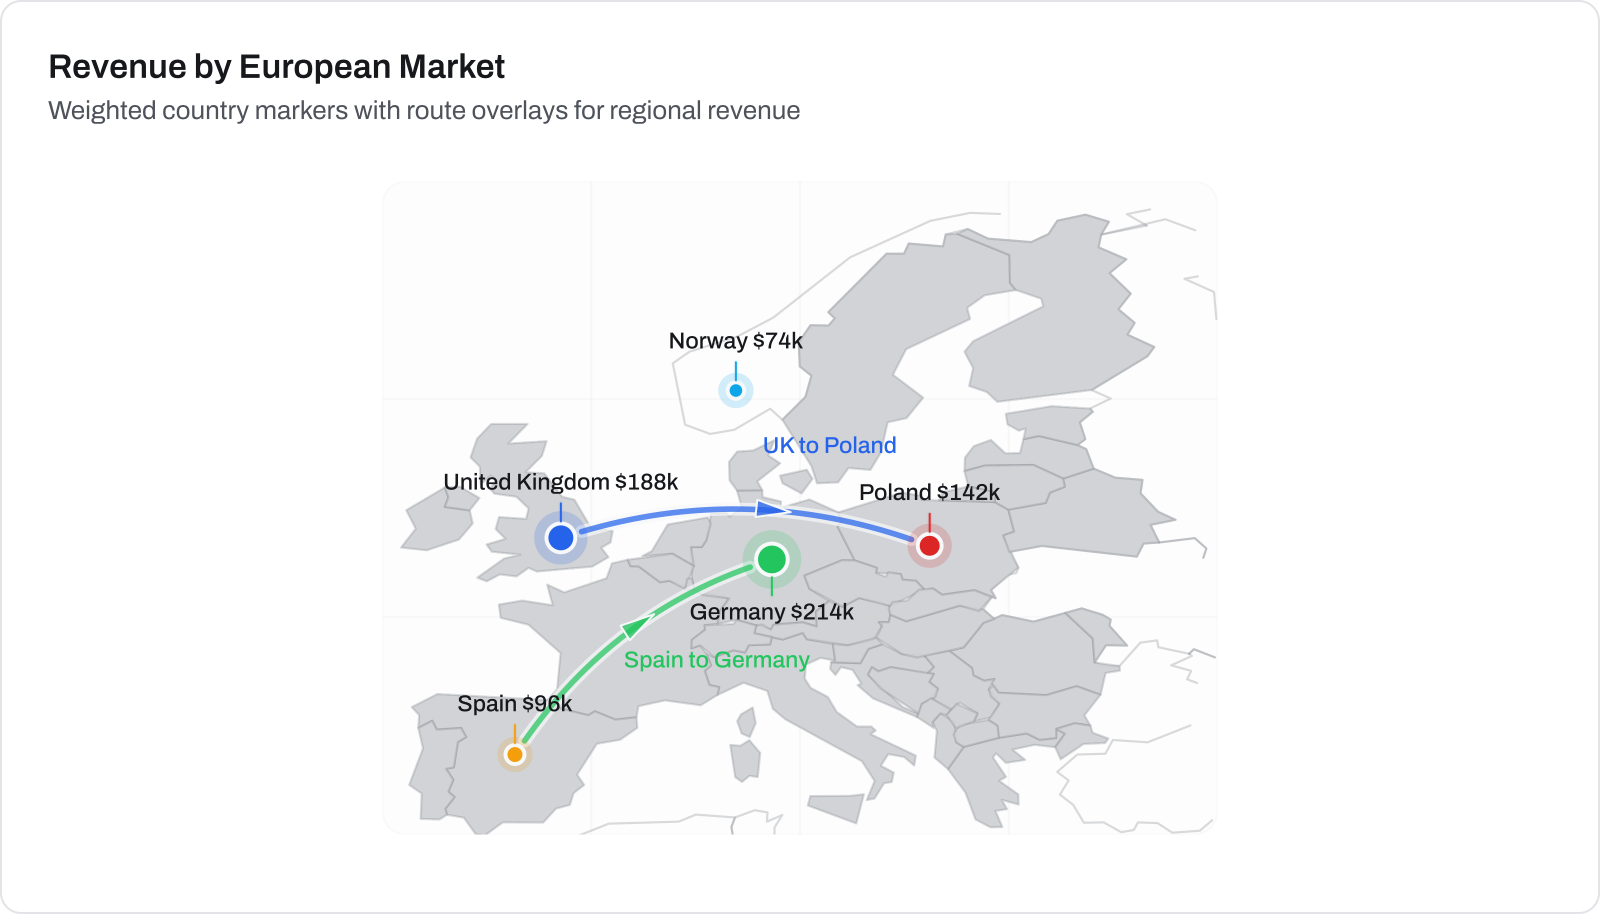 Revenue by European Market
Weighted country markers with route overlays for regional revenue
Norway $74k
UK to Poland
United Kingdom $188k
Poland $142k
Germany $214k
Spain to Germany
Spain $96k